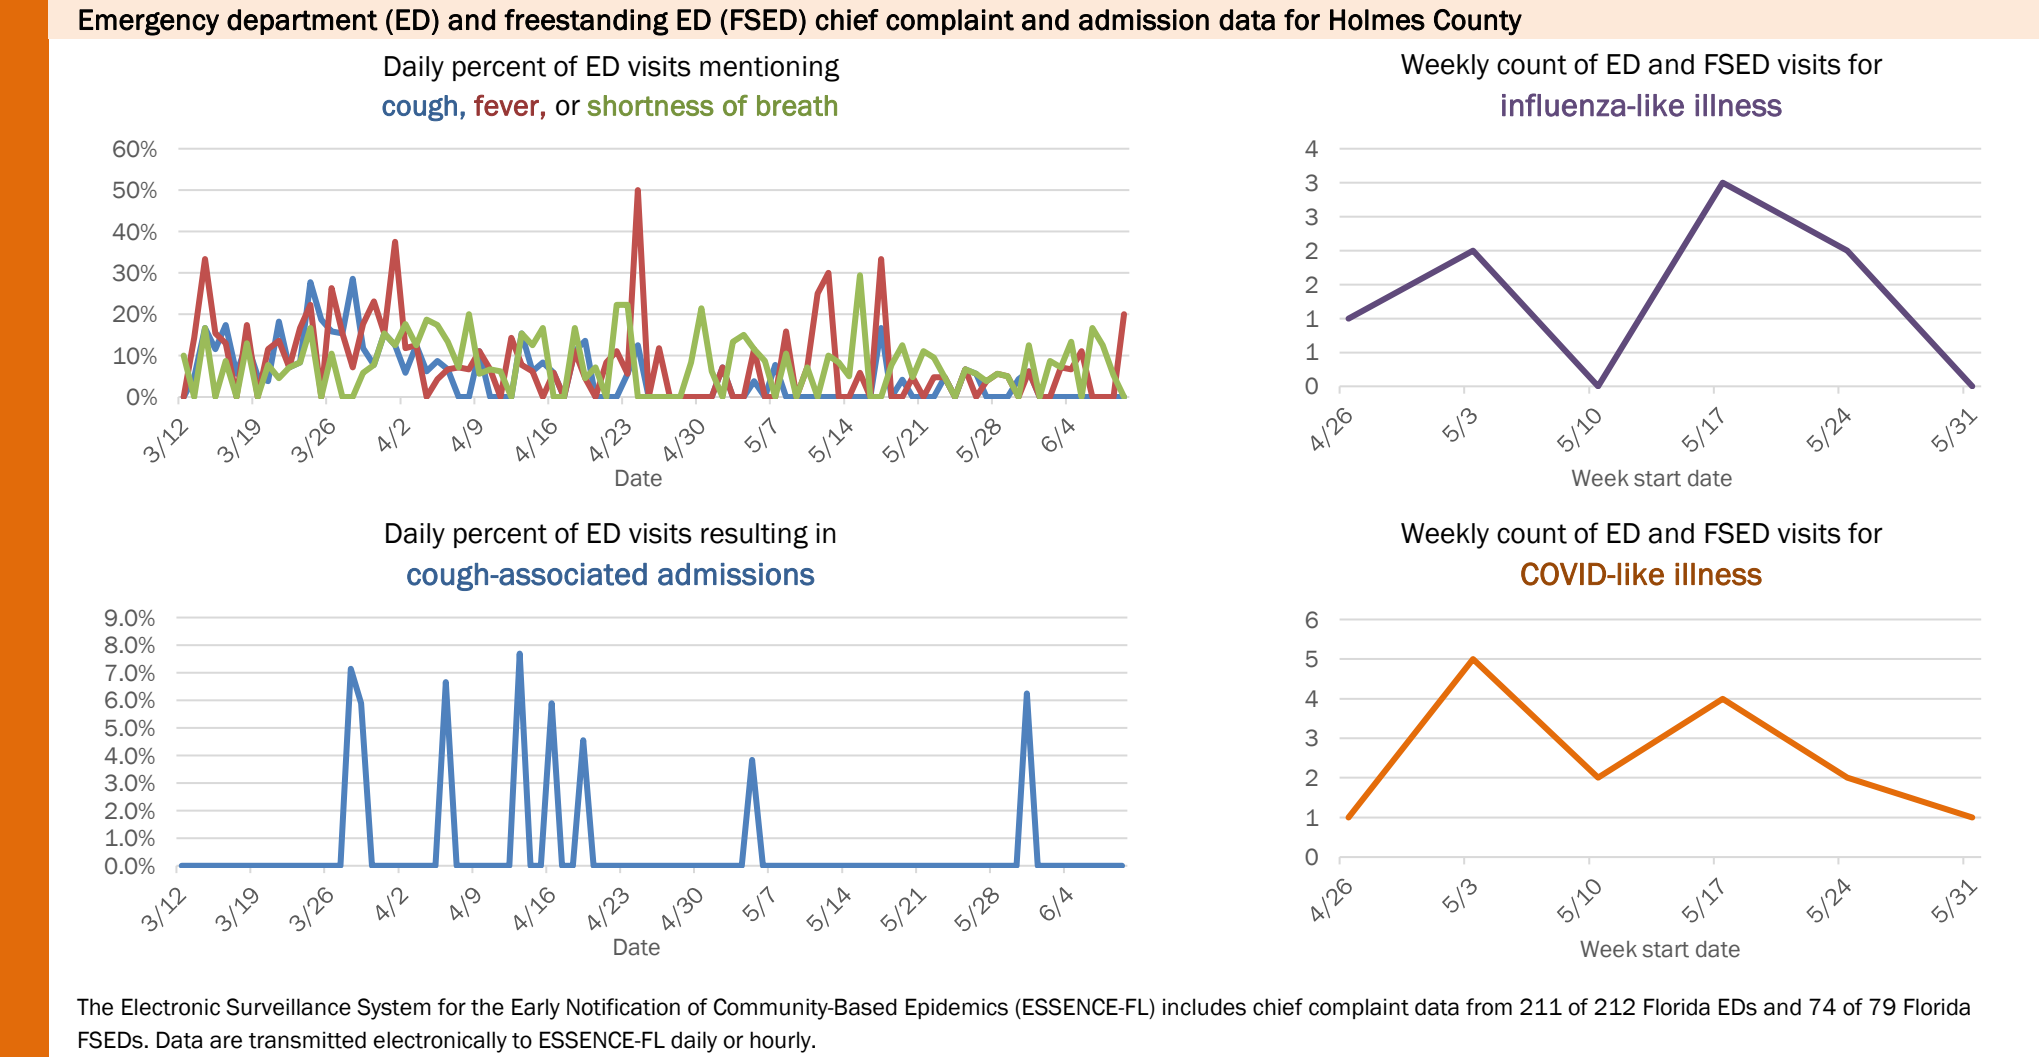 Emergency department (ED) and freestanding ED (FSED) chief complaint and admission data for Holmes County
Daily percent of ED visits mentioning
cough, fever, or shortness of breath
60%
50%
40%
30%
20%
10%
0%
3/12 3/19 3/26 4/2 4/9 4/16 4/23 4/30 5/7 5/14 5/21 5/28 6/4
Date
Weekly count of ED and FSED visits for
influenza-like illness
4
3
3
2
2
1
1
0
4/26 5/3 5/10 5/17 5/24 5/31
Week start date
Daily percent of ED visits resulting in
cough-associated admissions
9.0%
8.0%
7.0%
6.0%
5.0%
4.0%
3.0%
2.0%
1.0%
0.0%
3/12 3/19 3/26 4/2 4/9 4/16 4/23 4/30 5/7 5/14 5/21 5/28 6/4
Date
Weekly count of ED and FSED visits for
COVID-like illness
6
5
4
3
2
1
0
4/26 5/3 5/10 5/17 5/24 5/31
Week start date
The Electronic Surveillance System for the Early Notification of Community-Based Epidemics (ESSENCE-FL) includes chief complaint data from 211 of 212 Florida EDs and 74 of 79 Florida
FSEDs. Data are transmitted electronically to ESSENCE-FL daily or hourly.